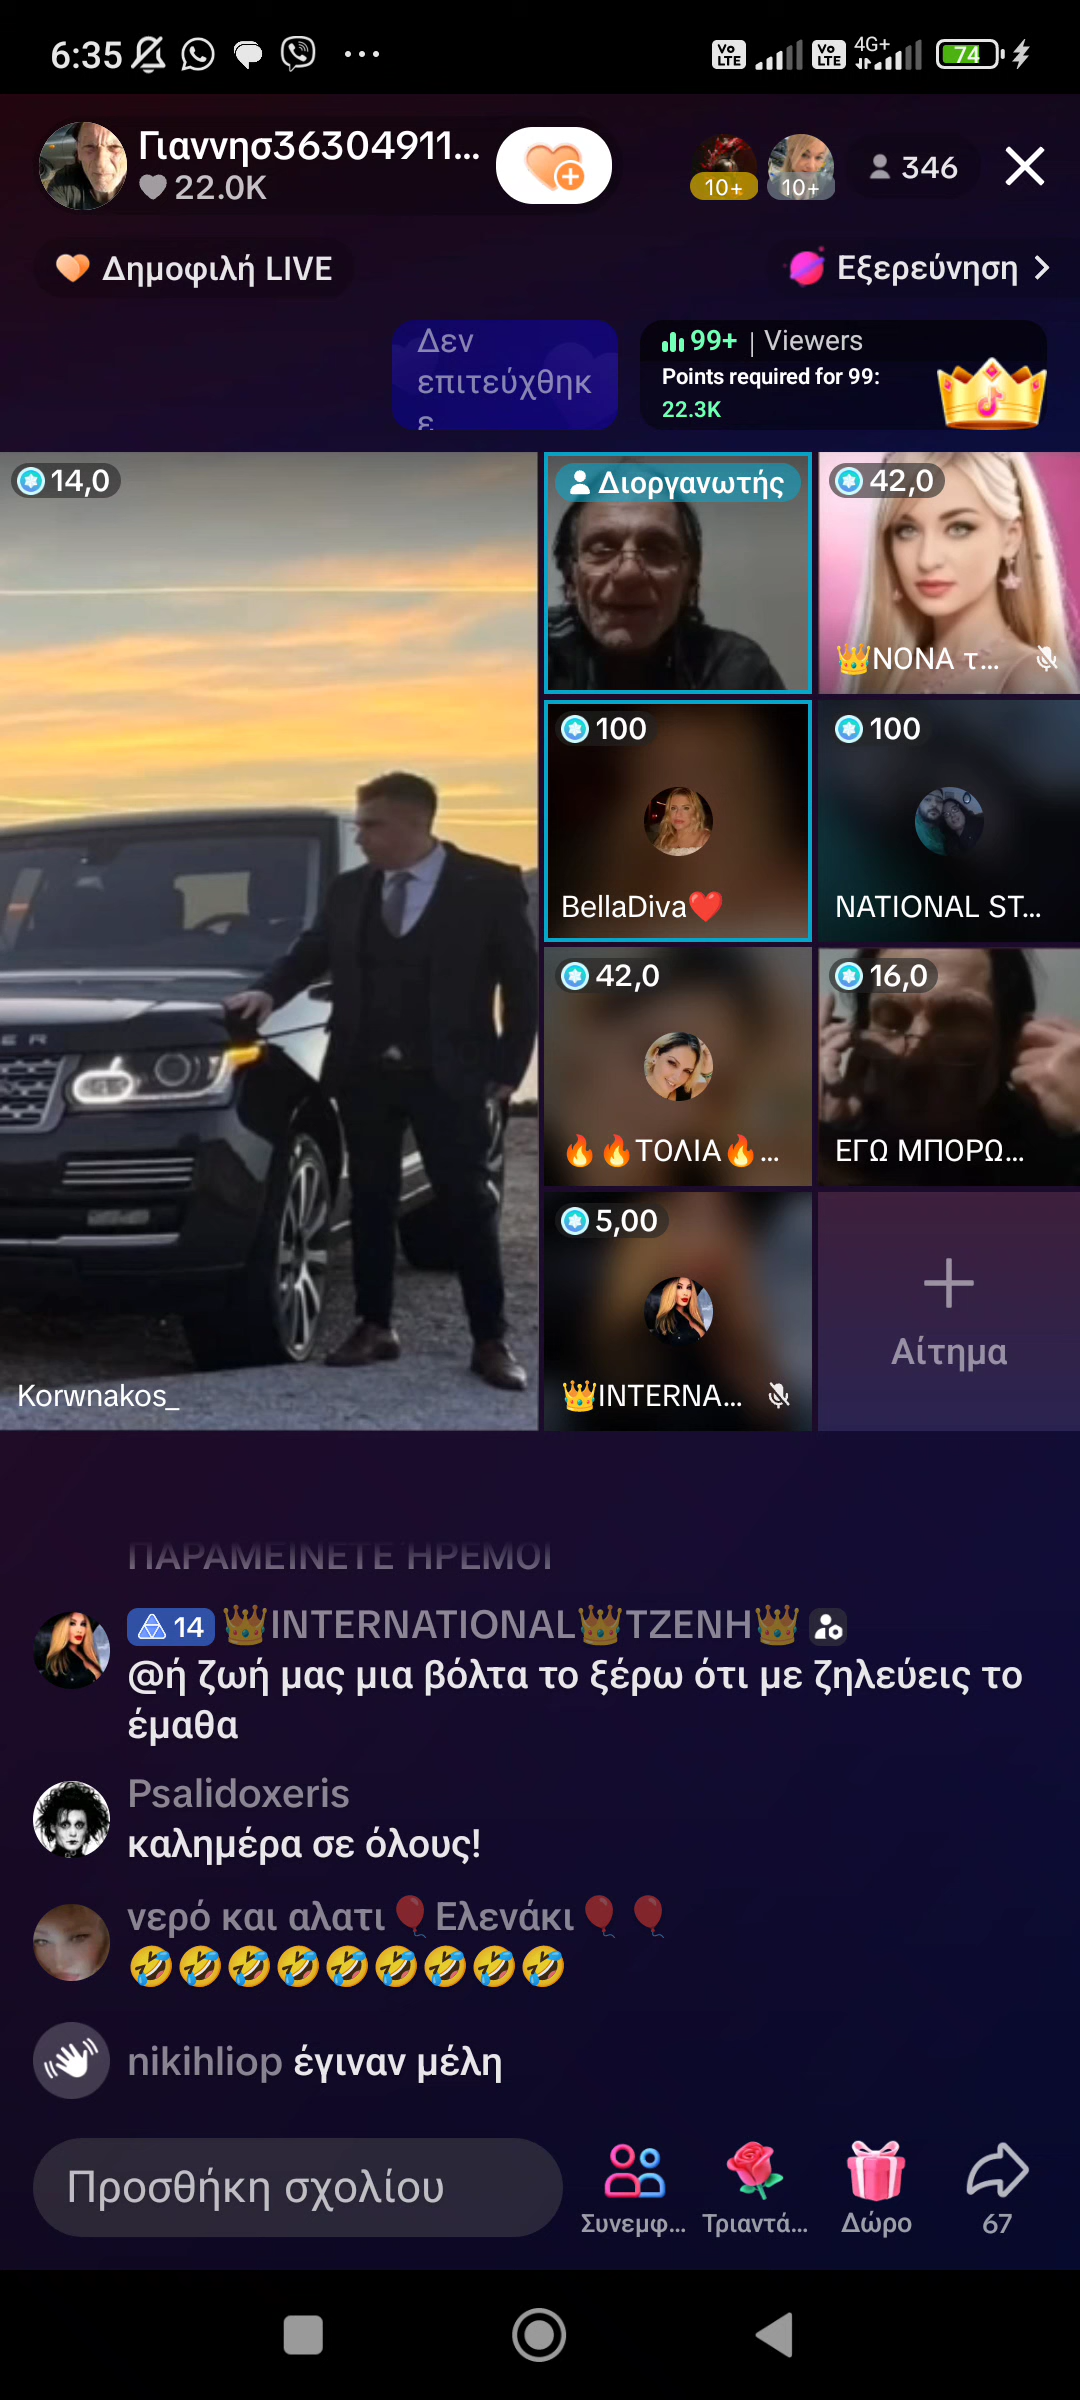 6:35
Vo LTE
Vo LTE
4G+
74
Γιαννησ36304911...
22.0K
10+
10+
346
Δημοφιλή LIVE
Εξερεύνηση
Δεν
επιτεύχθηκ
ε
99+ | Viewers
Points required for 99:
22.3K
14,0
Διοργανωτής
42,0
👑NONA τ...
100
100
BellaDiva❤️
NATIONAL ST...
42,0
16,0
🔥🔥ΤΟΛΙΑ🔥...
ΕΓΩ ΜΠΟΡΩ...
5,00
👑INTERNA...
Αίτημα
Korwnakos_
ΠΑΡΑΜΕΙΝΕΤΕ ΗΡΕΜΟΙ
14 👑INTERNATIONAL👑TZENH👑
@ή ζωή μας μια βόλτα το ξέρω ότι με ζηλεύεις το
έμαθα
Psalidoxeris
καλημέρα σε όλους!
νερό και αλατι🎈Ελενάκι🎈🎈
🤣🤣🤣🤣🤣🤣🤣🤣🤣
nikihliop έγιναν μέλη
Προσθήκη σχολίου
Συνεμφ...
Τριαντά...
Δώρο
67